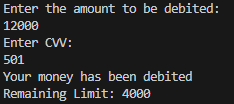 Enter the amount to be debited:
12000
Enter CVV:
501
Your money has been debited
Remaining Limit: 4000